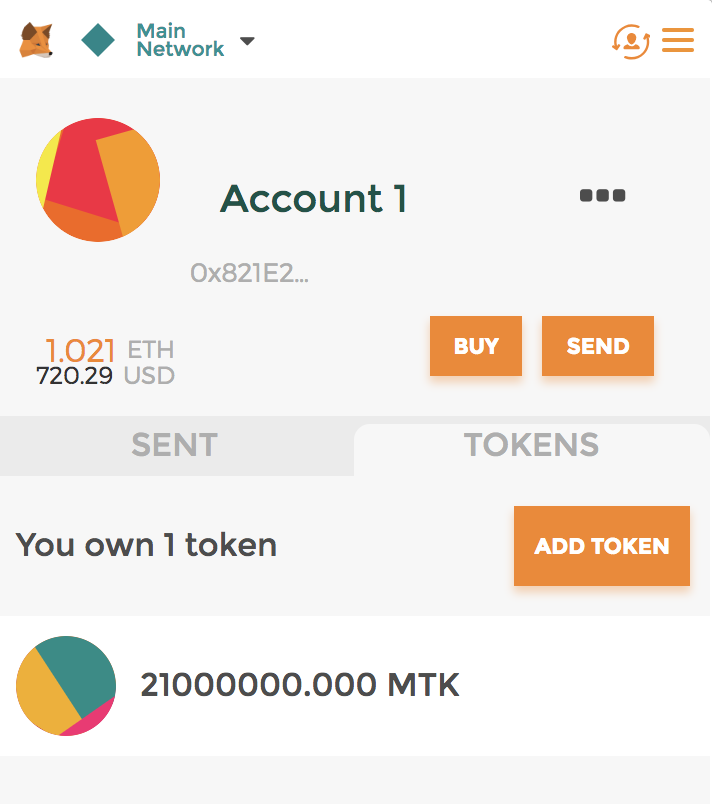 Main
Network
Account 1
0x821E2...
1.021 ETH
720.29 USD
BUY
SEND
SENT
TOKENS
You own 1 token
ADD TOKEN
21000000.000 MTK